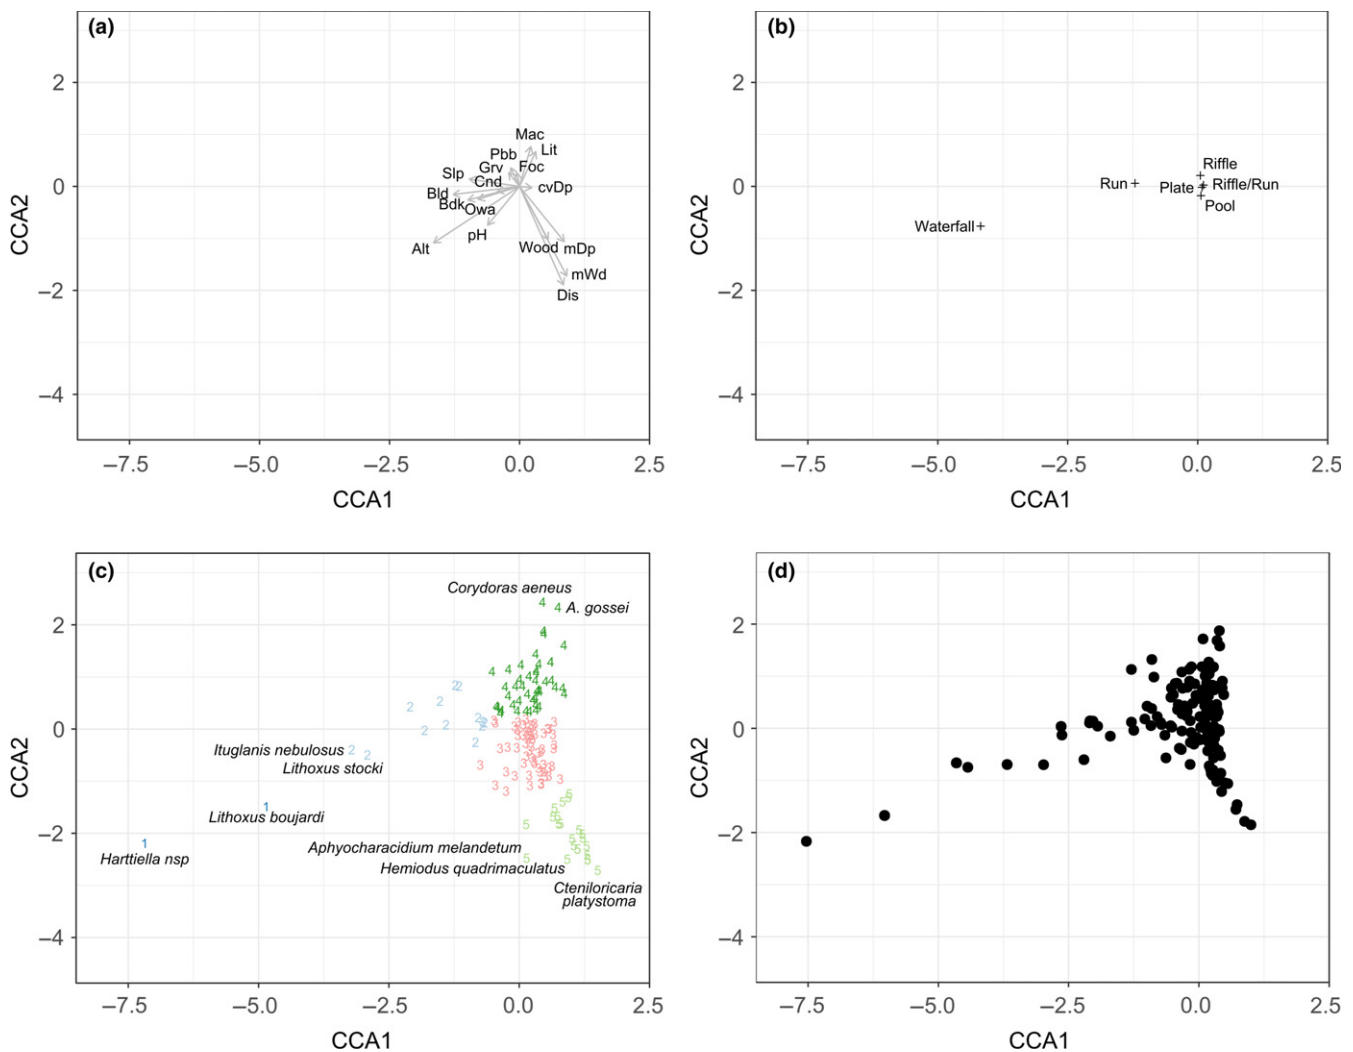 (a)
CCA2
2
0
−2
−4
Mac
Lit
Pbb
Foc
Grv
Slp
Cnd
cvDp
Bld
Bdk
Owa
pH
Alt
Wood
mDp
mWd
Dis
−7.5
−5.0
−2.5
0.0
2.5
CCA1
(b)
CCA2
2
0
−2
−4
Riffle
Run
Plate
Riffle/Run
Pool
Waterfall
−7.5
−5.0
−2.5
0.0
2.5
CCA1
(c)
CCA2
2
0
−2
−4
Corydoras aeneus
A. gossei
Ituglanis nebulosus
Lithoxus stocki
Lithoxus boujardi
Harttiella nsp
Aphyocharacidium melandetum
Hemiodus quadrimaculatus
Cteniloricaria
platystoma
−7.5
−5.0
−2.5
0.0
2.5
CCA1
(d)
CCA2
2
0
−2
−4
−7.5
−5.0
−2.5
0.0
2.5
CCA1